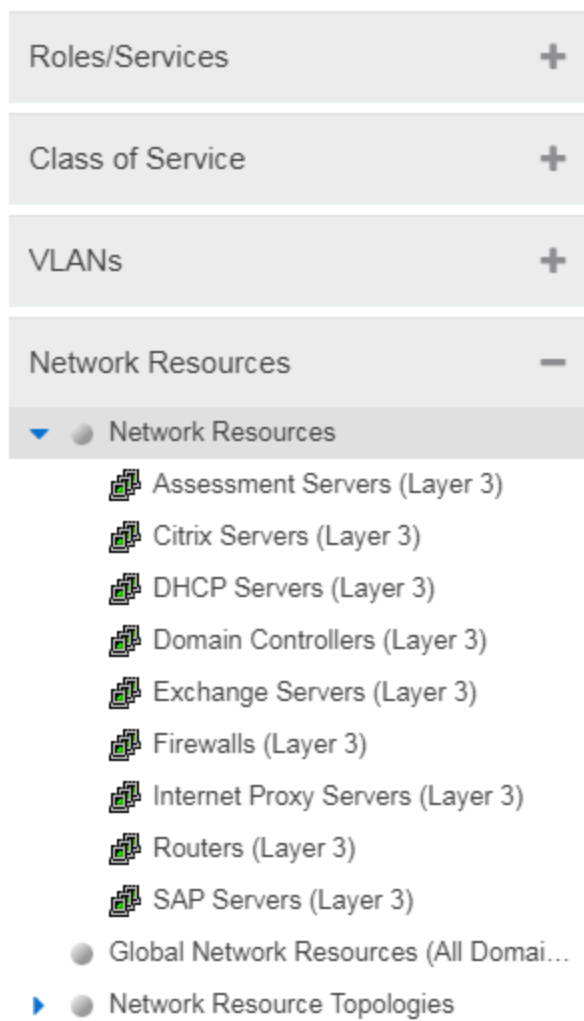 Roles/Services
Class of Service
VLANs
Network Resources
Network Resources
Assessment Servers (Layer 3)
Citrix Servers (Layer 3)
DHCP Servers (Layer 3)
Domain Controllers (Layer 3)
Exchange Servers (Layer 3)
Firewalls (Layer 3)
Internet Proxy Servers (Layer 3)
Routers (Layer 3)
SAP Servers (Layer 3)
Global Network Resources (All Domai...
Network Resource Topologies